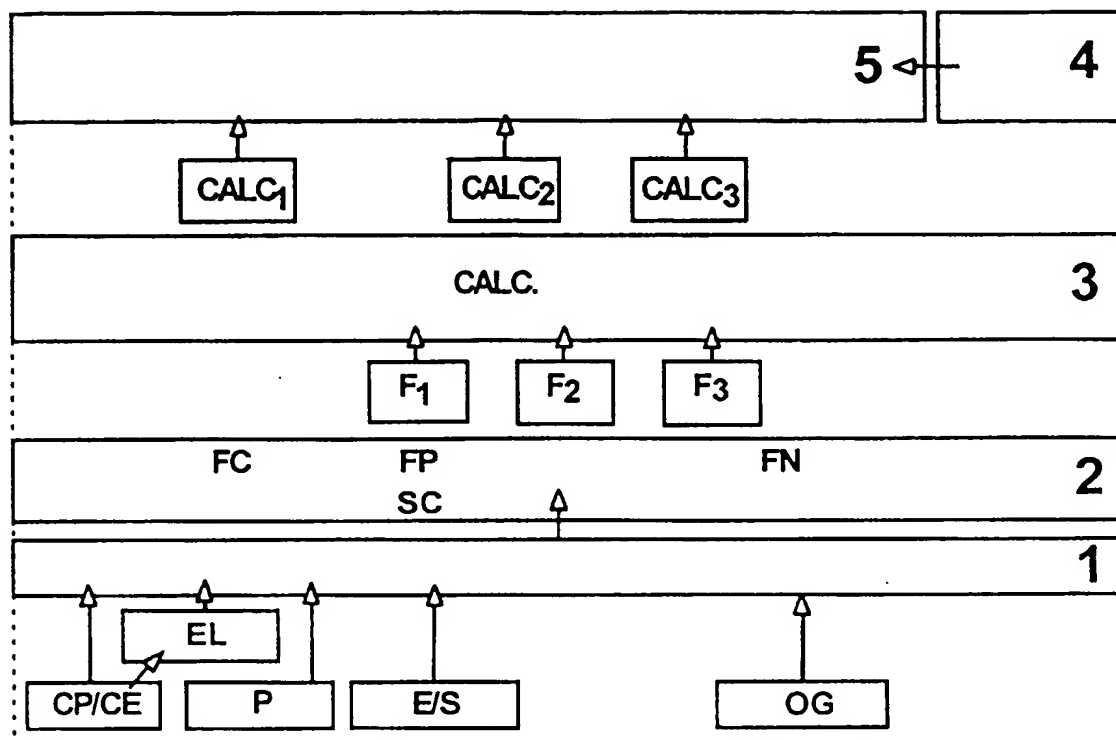 5 4
CALC₁ CALC₂ CALC₃
CALC. 3
F₁ F₂ F₃
FC FP FN
SC 2
1
EL
CP/CE P E/S OG